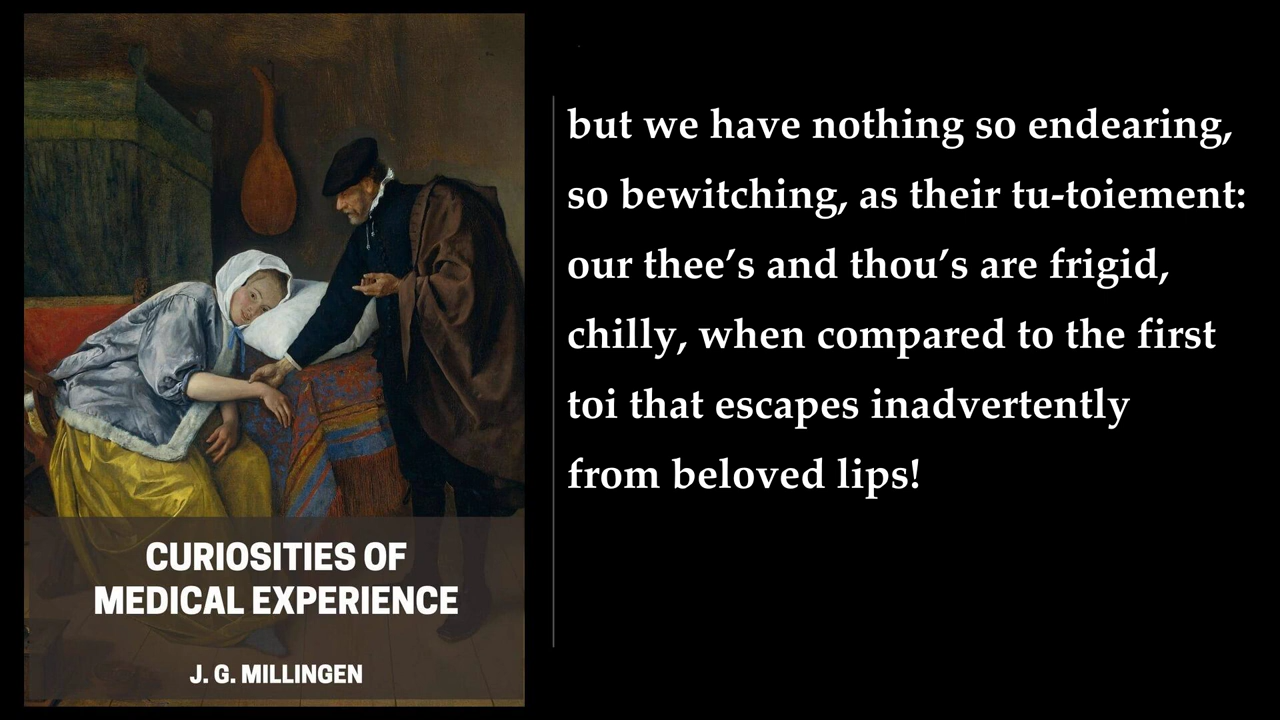 CURIOSITIES OF
MEDICAL EXPERIENCE
J. G. MILLINGEN
but we have nothing so endearing,
so bewitching, as their tu-toiement:
our thee’s and thou’s are frigid,
chilly, when compared to the first
toi that escapes inadvertently
from beloved lips!